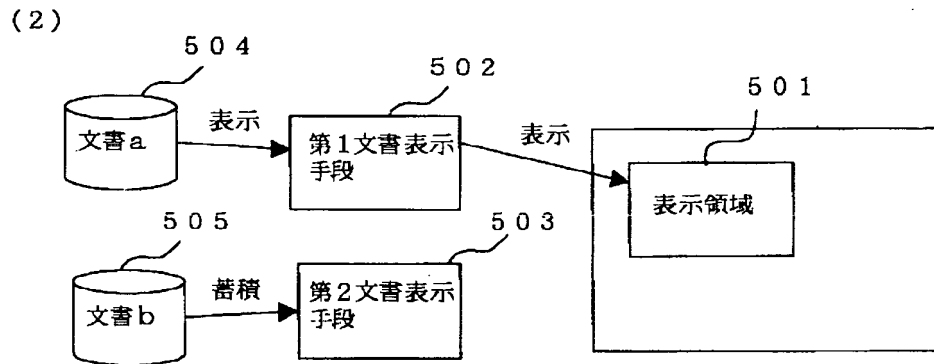 (2)
504
502
501
文書a
表示
第1文書表示
手段
表示
表示領域
505
503
文書b
蓄積
第2文書表示
手段